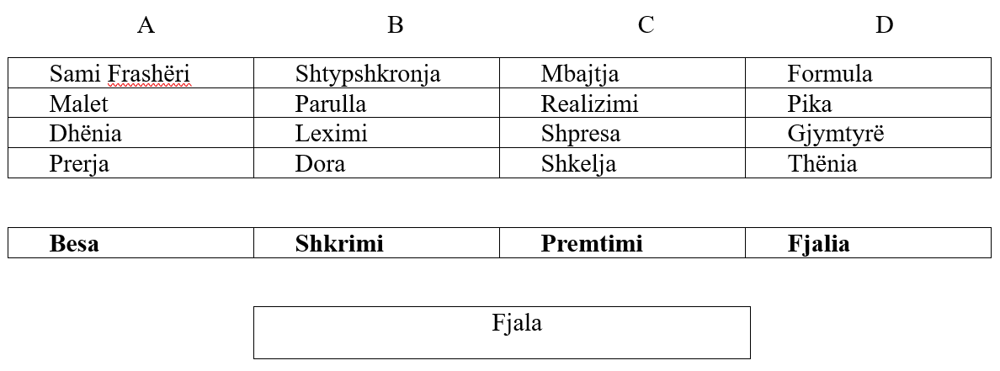 A B C D
Sami Frashëri Shtypshkronja Mbajtja Formula
Malet Parulla Realizimi Pika
Dhënia Leximi Shpresa Gjymtyrë
Prerja Dora Shkelja Thënia
Besa Shkrimi Premtimi Fjalia
Fjala